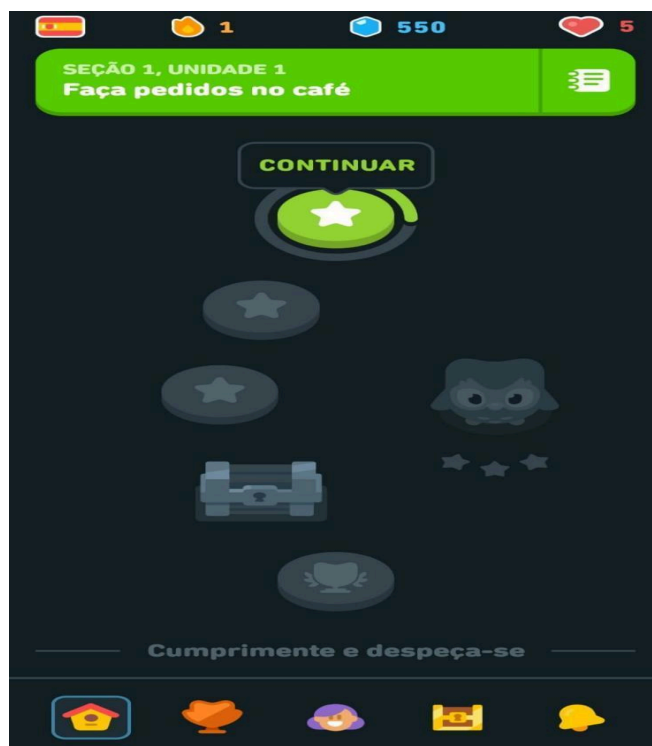 1 550 5
SEÇÃO 1, UNIDADE 1
Faça pedidos no café
CONTINUAR
Cumprimente e despeça-se